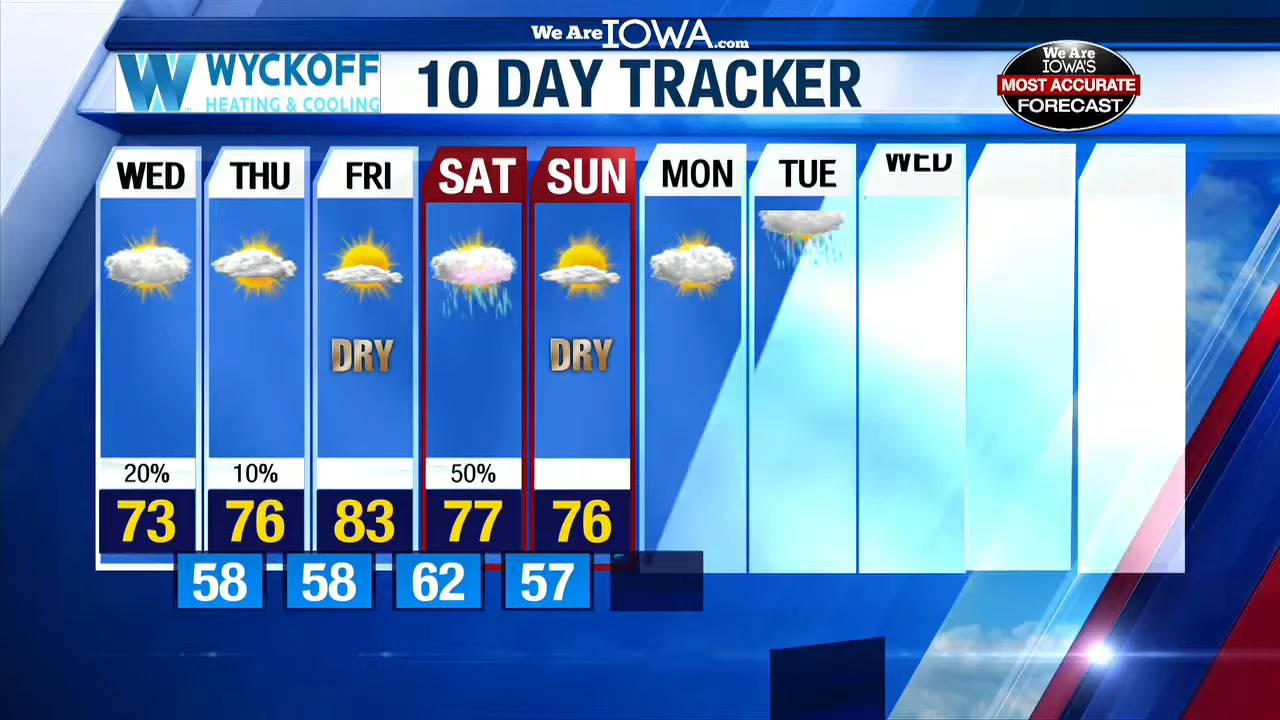 We Are IOWA.com
W WYCKOFF
HEATING & COOLING
10 DAY TRACKER
We Are
IOWA'S
MOST ACCURATE
FORECAST
WED THU FRI SAT SUN MON TUE WED
DRY DRY
20% 10% 50%
73 76 83 77 76
58 58 62 57